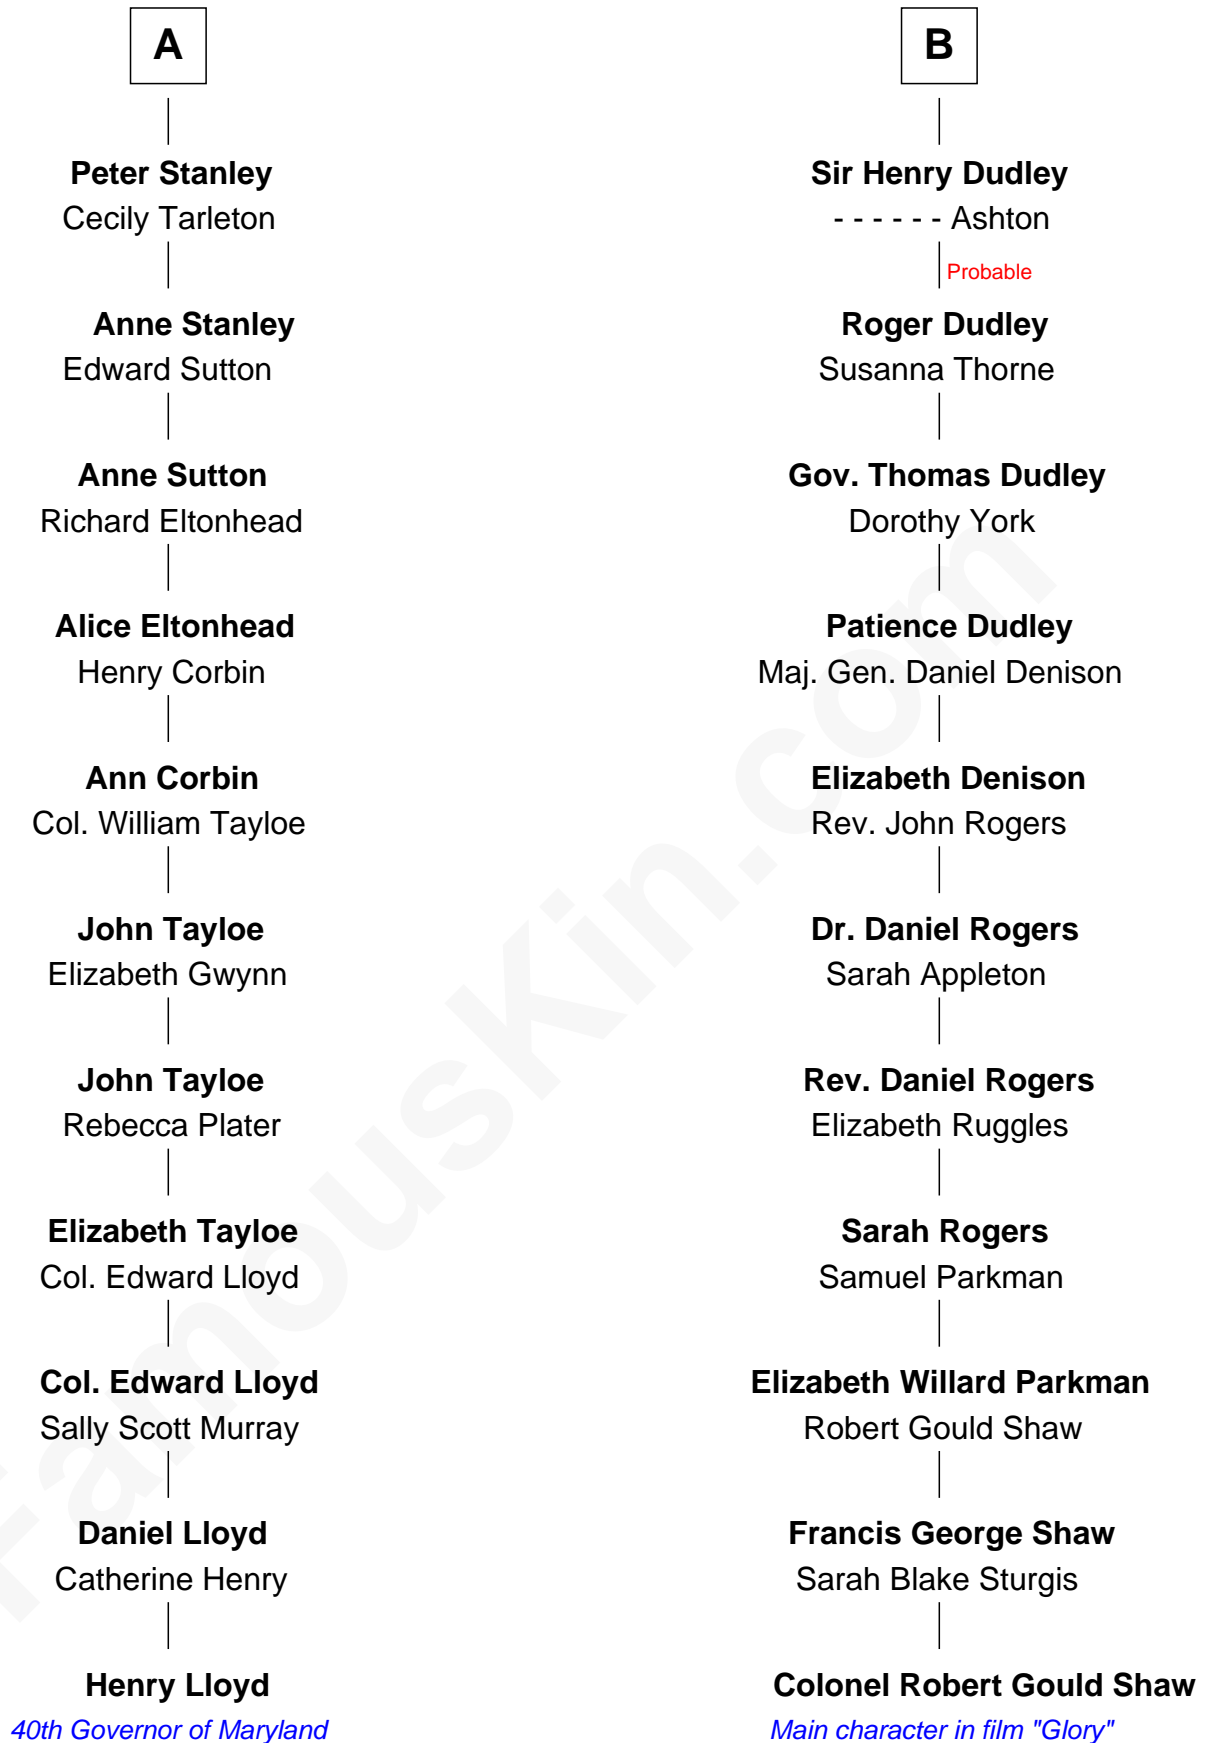 A
Peter Stanley
Cecily Tarleton
Anne Stanley
Edward Sutton
Anne Sutton
Richard Eltonhead
Alice Eltonhead
Henry Corbin
Ann Corbin
Col. William Tayloe
John Tayloe
Elizabeth Gwynn
John Tayloe
Rebecca Plater
Elizabeth Tayloe
Col. Edward Lloyd
Col. Edward Lloyd
Sally Scott Murray
Daniel Lloyd
Catherine Henry
Henry Lloyd
40th Governor of Maryland
B
Sir Henry Dudley
- - - - - - Ashton
Probable
Roger Dudley
Susanna Thorne
Gov. Thomas Dudley
Dorothy York
Patience Dudley
Maj. Gen. Daniel Denison
Elizabeth Denison
Rev. John Rogers
Dr. Daniel Rogers
Sarah Appleton
Rev. Daniel Rogers
Elizabeth Ruggles
Sarah Rogers
Samuel Parkman
Elizabeth Willard Parkman
Robert Gould Shaw
Francis George Shaw
Sarah Blake Sturgis
Colonel Robert Gould Shaw
Main character in film "Glory"
FamousKin.com